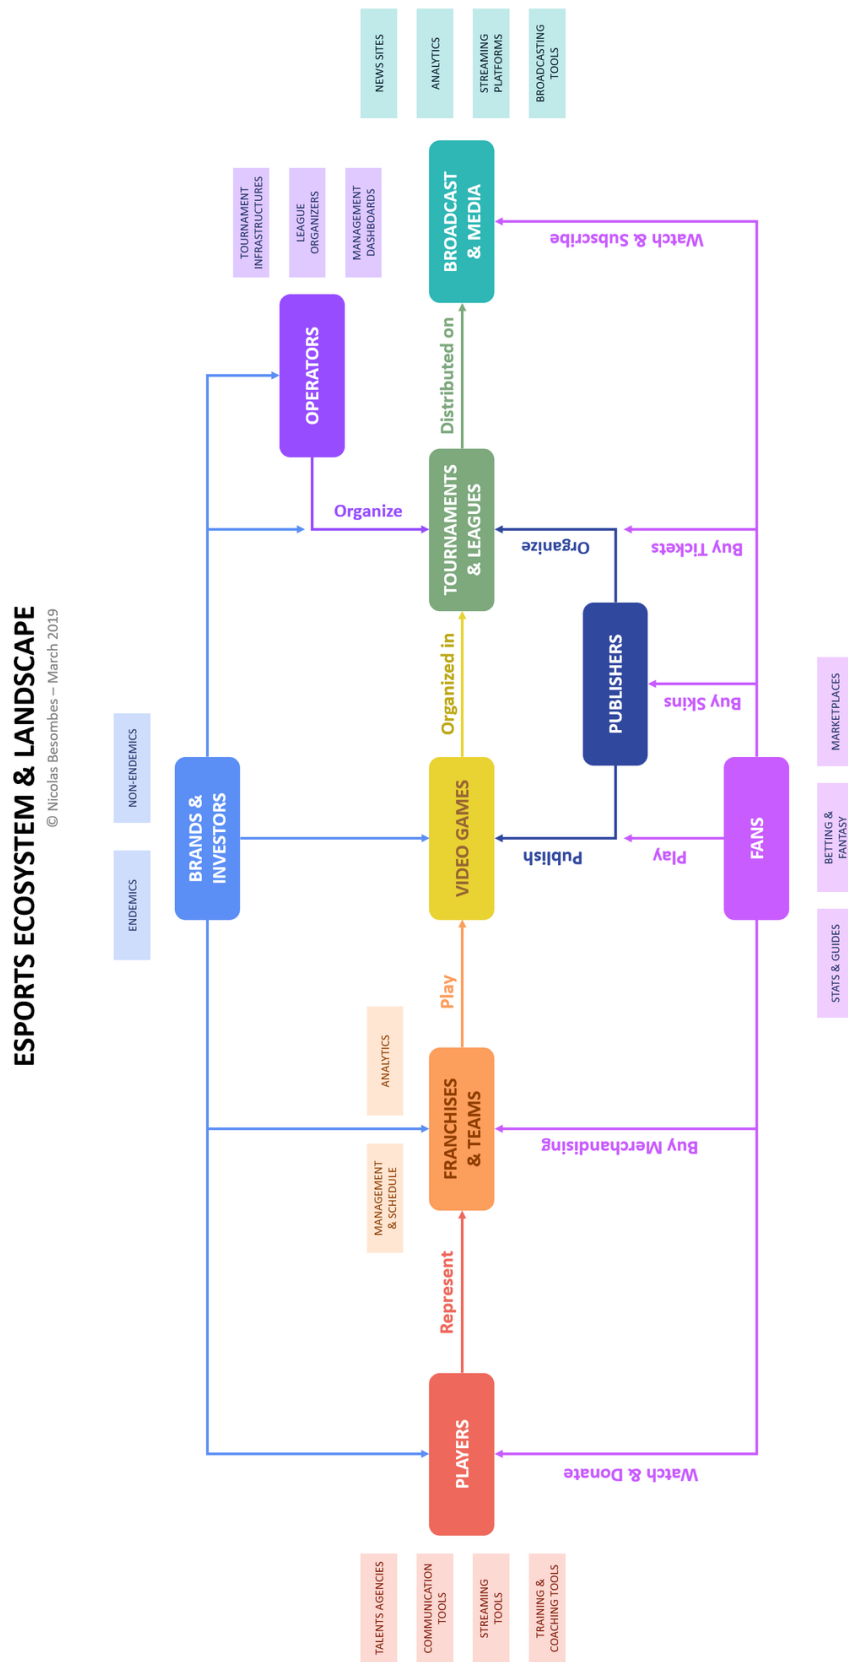 ESPORTS ECOSYSTEM & LANDSCAPE
© Nicolas Besombes – March 2019
ENDEMICS
NON-ENDEMICS
BRANDS &
INVESTORS
TOURNAMENT
INFRASTRUCTURES
LEAGUE
ORGANIZERS
MANAGEMENT
DASHBOARDS
OPERATORS
Organize
TALENTS AGENCIES
COMMUNICATION
TOOLS
STREAMING
TOOLS
TRAINING &
COACHING TOOLS
PLAYERS
Represent
MANAGEMENT
& SCHEDULE
ANALYTICS
FRANCHISES
& TEAMS
Play
VIDEO GAMES
Organized in
TOURNAMENTS
& LEAGUES
Distributed on
BROADCAST
& MEDIA
NEWS SITES
ANALYTICS
STREAMING
PLATFORMS
BROADCASTING
TOOLS
Publish
Organize
PUBLISHERS
Watch & Donate
Buy Merchandising
Play
Buy Skins
Buy Tickets
Watch & Subscribe
FANS
STATS & GUIDES
BETTING &
FANTASY
MARKETPLACES